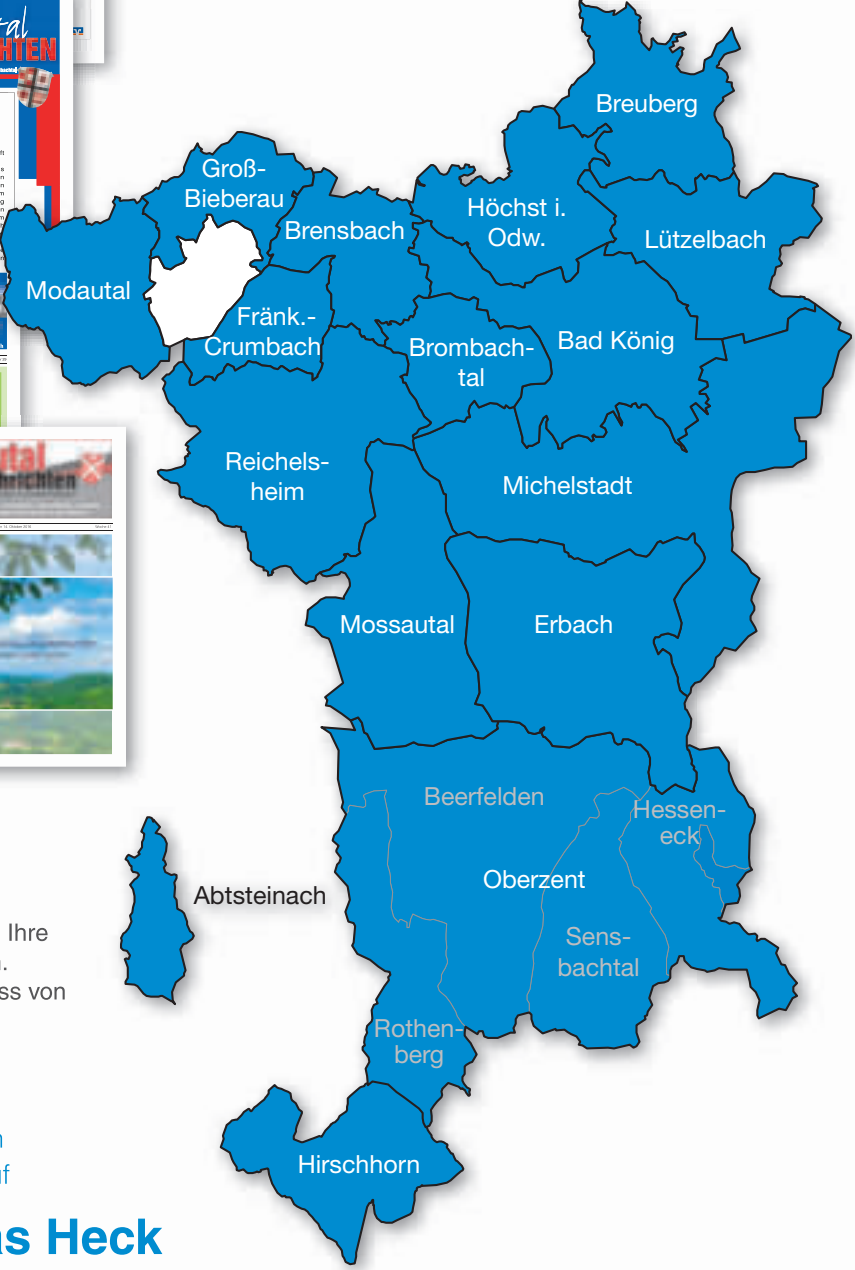 Breuberg
Groß-
Bieberau
Höchst i.
Odw.
Brensbach
Lützelbach
Modautal
Fränk.-
Crumbach
Brombach-
tal
Bad König
Reichels-
heim
Michelstadt
Mossautal
Erbach
Beerfelden
Hessen-
eck
Oberzent
Abtsteinach
Sens-
bachtal
Rothen-
berg
Hirschhorn
Ihre
ss von
as Heck